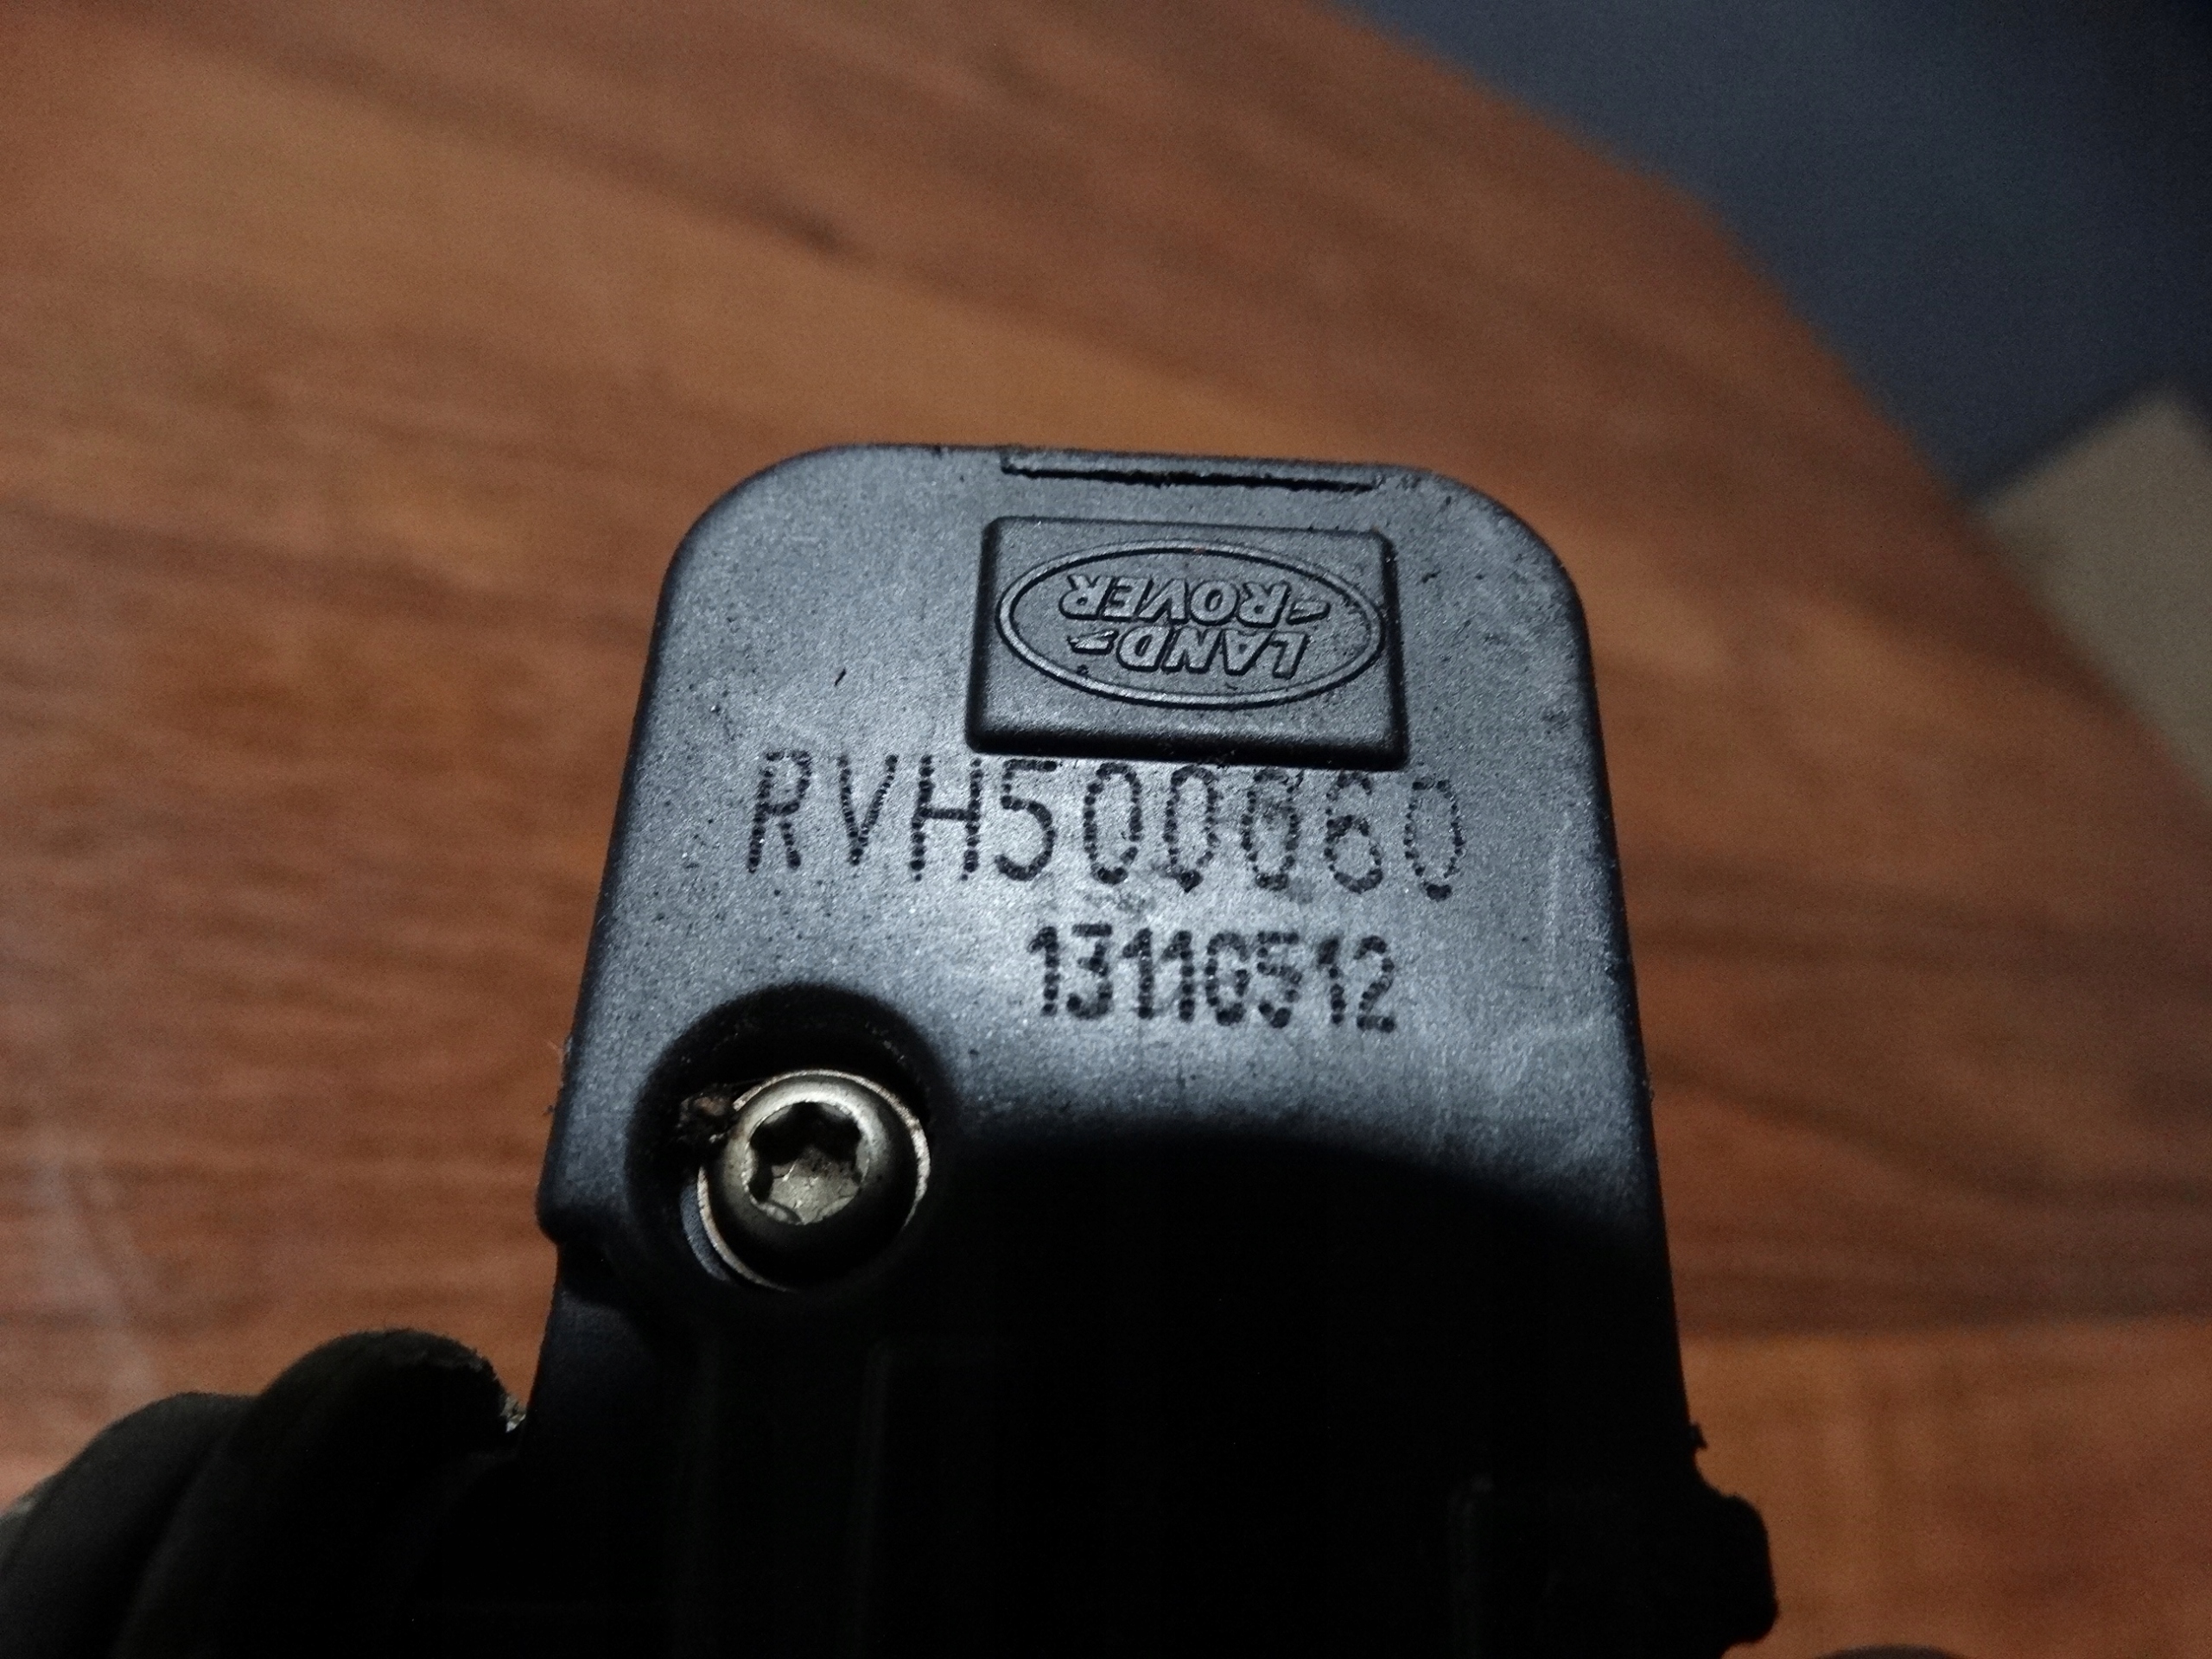 LAND-
-ROVER
RVH500060
13110512